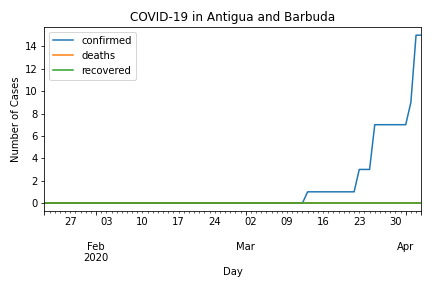 COVID-19 in Antigua and Barbuda
confirmed
deaths
recovered
Number of Cases
14
12
10
8
6
4
2
0
27 03 10 17 24 02 09 16 23 30
Feb Mar Apr
2020
Day